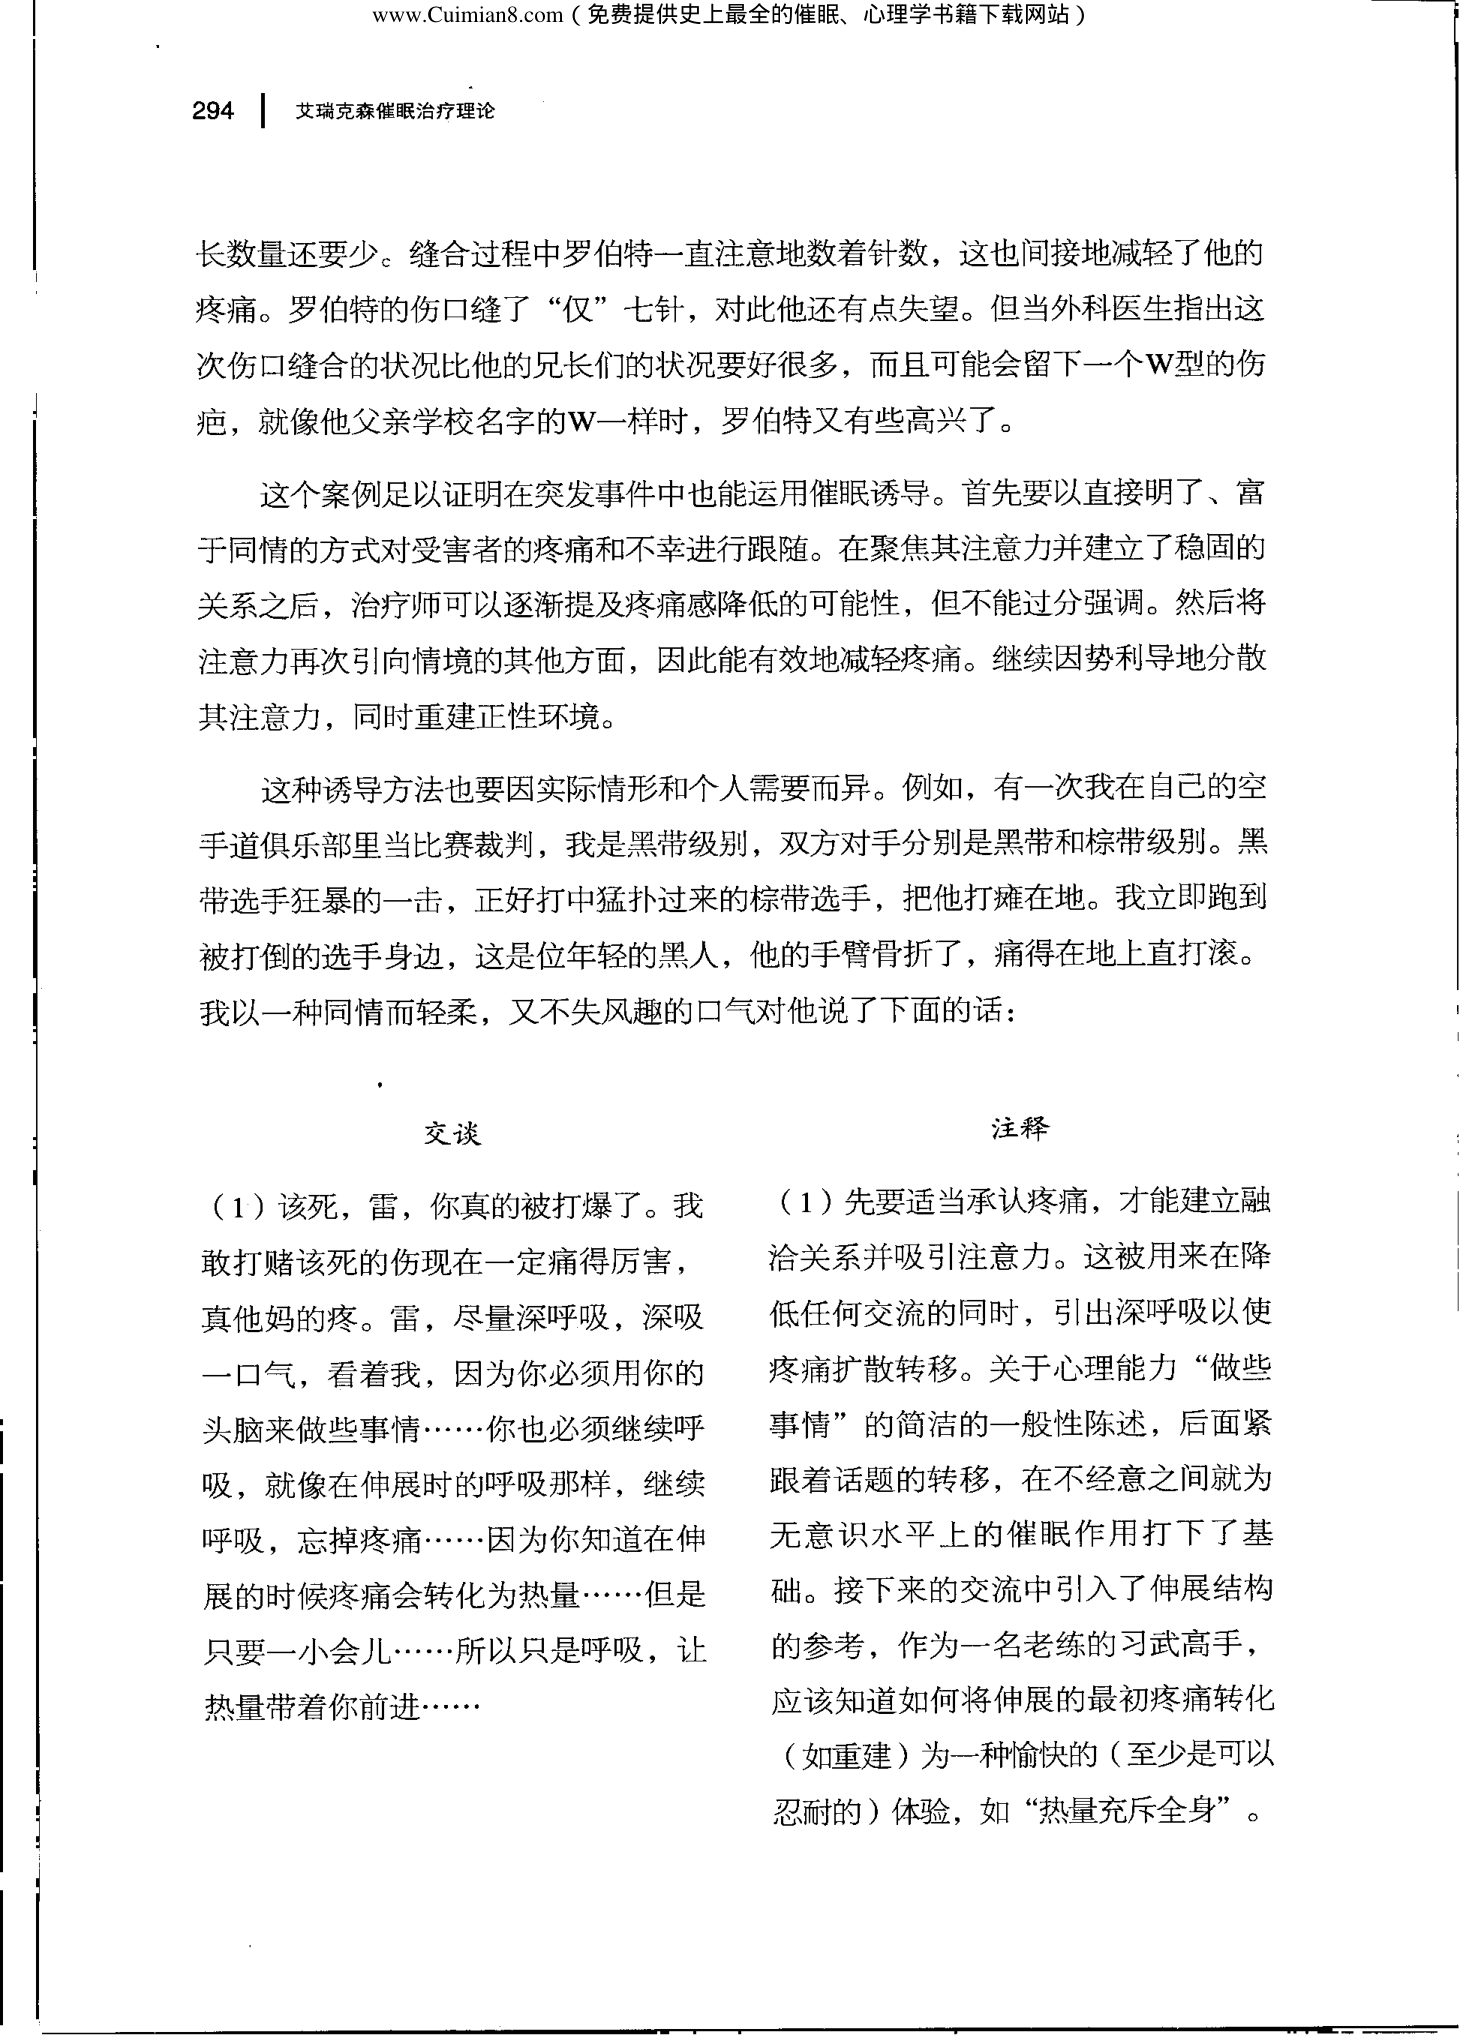 www.Cuimian8.com（免费提供史上最全的催眠、心理学书籍下载网站）
294 艾瑞克森催眠治疗理论
长数量还要少。缝合过程中罗伯特一直注意地数着针数，这也间接地减轻了他的
疼痛。罗伯特的伤口缝了“仅”七针，对此他还有点失望。但当外科医生指出这
次伤口缝合的状况比他的兄长们的状况要好很多，而且可能会留下一个W型的伤
疤，就像他父亲学校名字的W一样时，罗伯特又有些高兴了。
这个案例足以证明在突发事件中也能运用催眠诱导。首先要以直接明了、富
于同情的方式对受害者的疼痛和不幸进行跟随。在聚焦其注意力并建立了稳固的
关系之后，治疗师可以逐渐提及疼痛感降低的可能性，但不能过分强调。然后将
注意力再次引向情境的其他方面，因此能有效地减轻疼痛。继续因势利导地分散
其注意力，同时重建正性环境。
这种诱导方法也要因实际情形和个人需要而异。例如，有一次我在自己的空
手道俱乐部里当比赛裁判，我是黑带级别，双方对手分别是黑带和棕带级别。黑
带选手狂暴的一击，正好打中猛扑过来的棕带选手，把他打瘫在地。我立即跑到
被打倒的选手身边，这是位年轻的黑人，他的手臂骨折了，痛得在地上直打滚。
我以一种同情而轻柔，又不失风趣的口气对他说了下面的话：
交谈
（1）该死，雷，你真的被打爆了。我
敢打赌该死的伤现在一定痛得厉害，
真他妈的疼。雷，尽量深呼吸，深吸
一口气，看着我，因为你必须用你的
头脑来做些事情……你也必须继续呼
吸，就像在伸展时的呼吸那样，继续
呼吸，忘掉疼痛……因为你知道在伸
展的时候疼痛会转化为热量……但是
只要一小会儿……所以只是呼吸，让
热量带着你前进……
注释
（1）先要适当承认疼痛，才能建立融
洽关系并吸引注意力。这被用来在降
低任何交流的同时，引出深呼吸以使
疼痛扩散转移。关于心理能力“做些
事情”的简洁的一般性陈述，后面紧
跟着话题的转移，在不经意之间就为
无意识水平上的催眠作用打下了基
础。接下来的交流中引入了伸展结构
的参考，作为一名老练的习武高手，
应该知道如何将伸展的最初疼痛转化
（如重建）为一种愉快的（至少是可以
忍耐的）体验，如“热量充斥全身”。